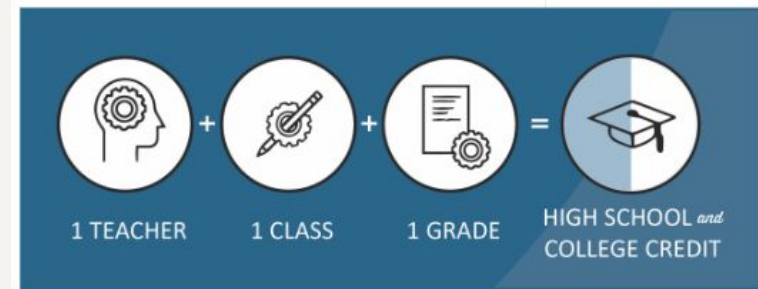 + + =
1 TEACHER 1 CLASS 1 GRADE HIGH SCHOOL and
COLLEGE CREDIT